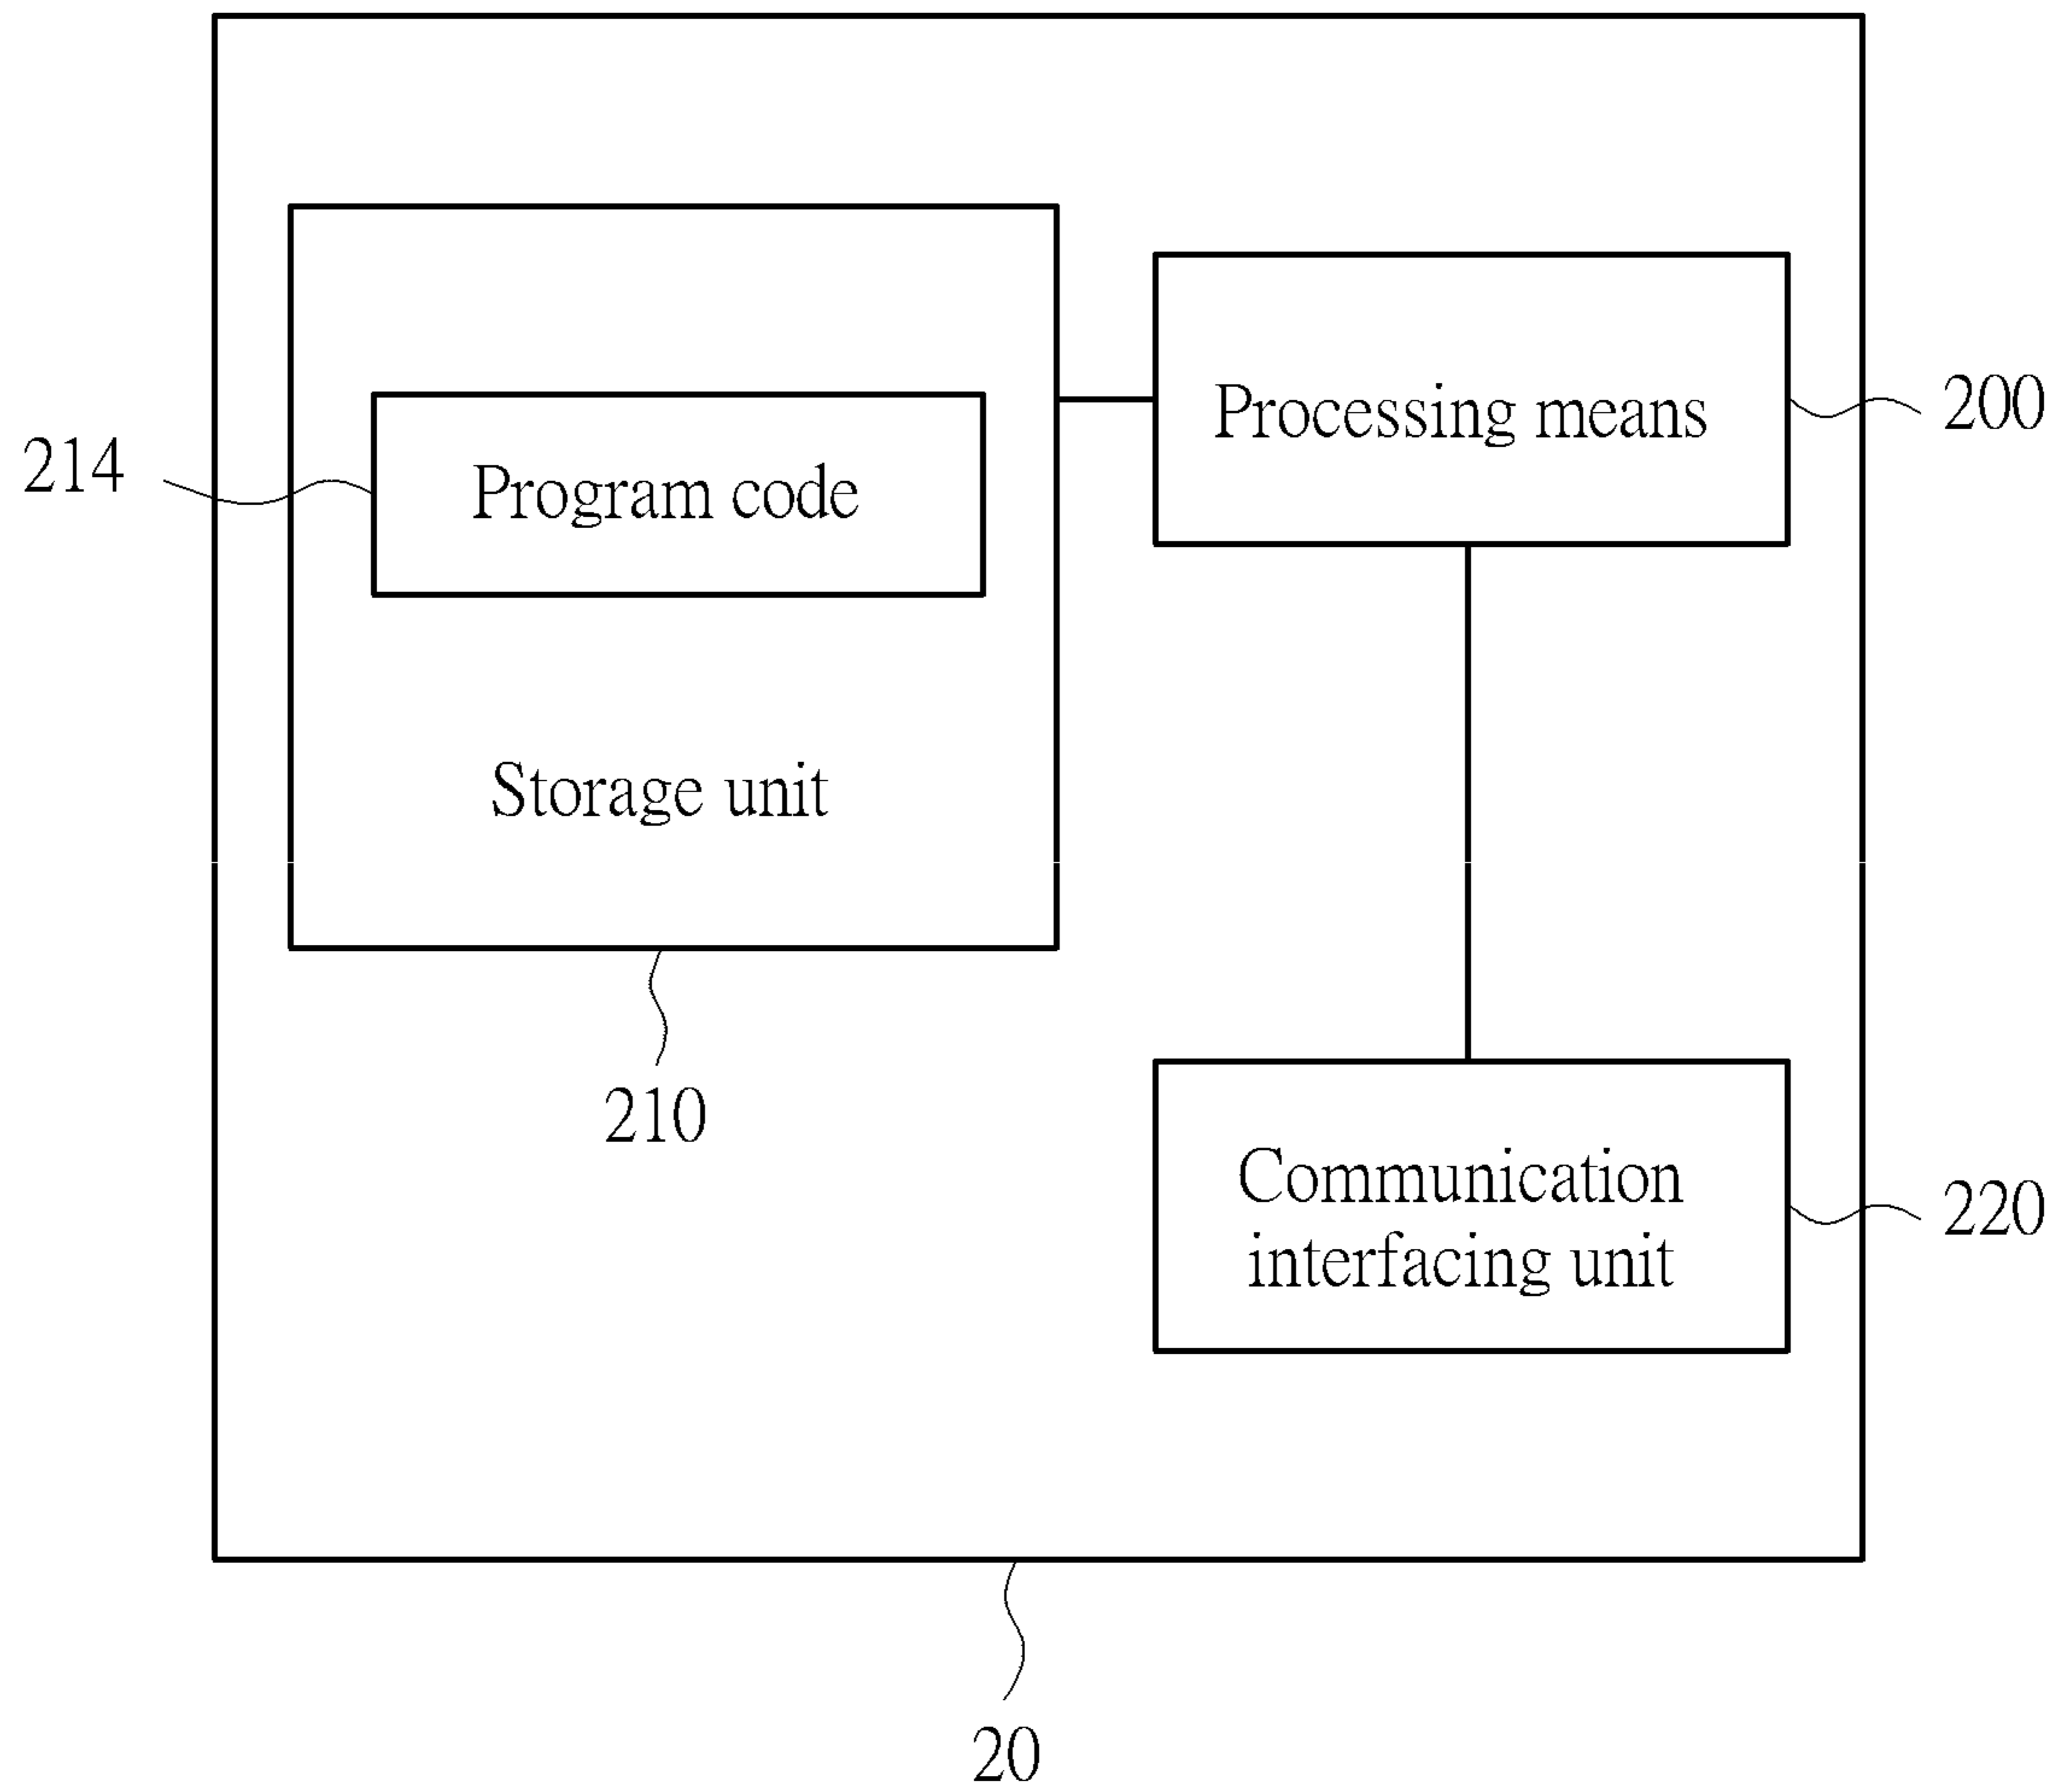 Processing means
200
214
Program code
Storage unit
210
Communication
interfacing unit
220
20